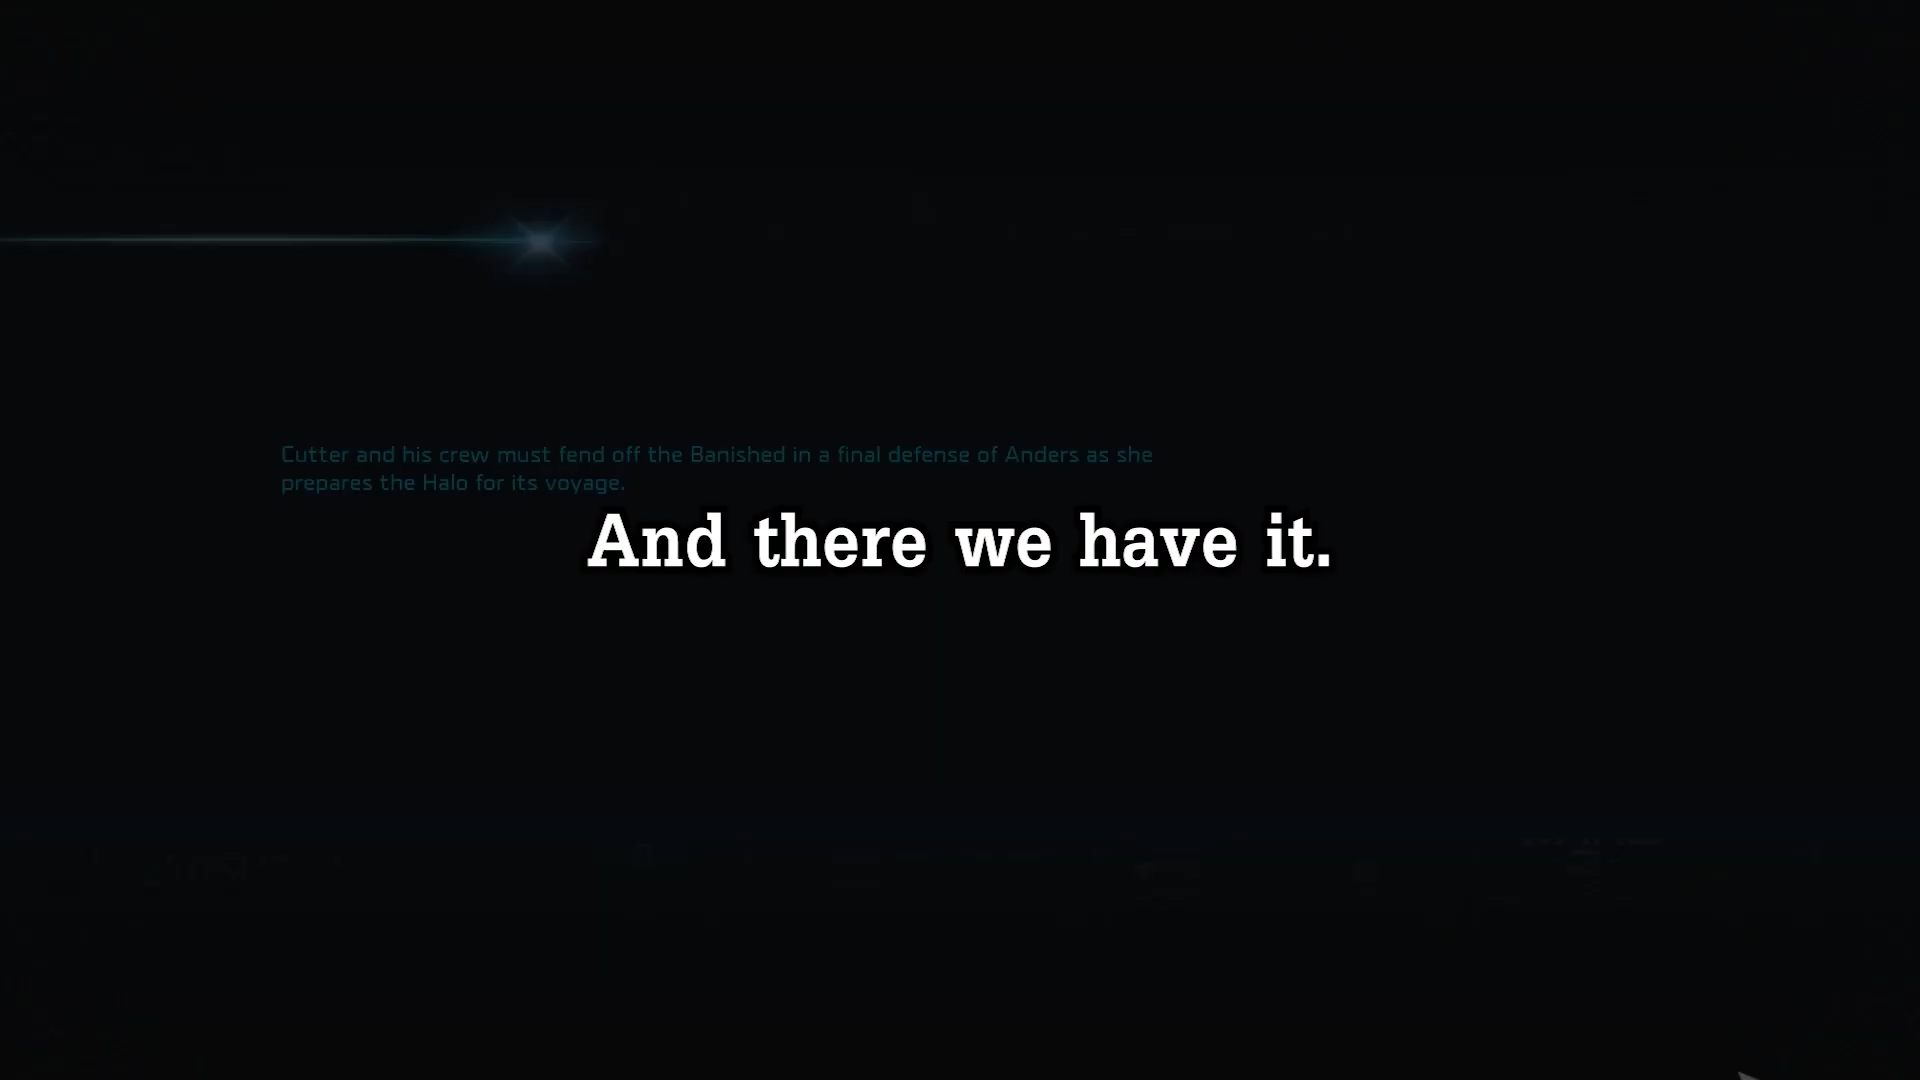 Cutter and his crew must fend off the Banished in a final defense of Anders as she
prepares the Halo for its voyage.
And there we have it.